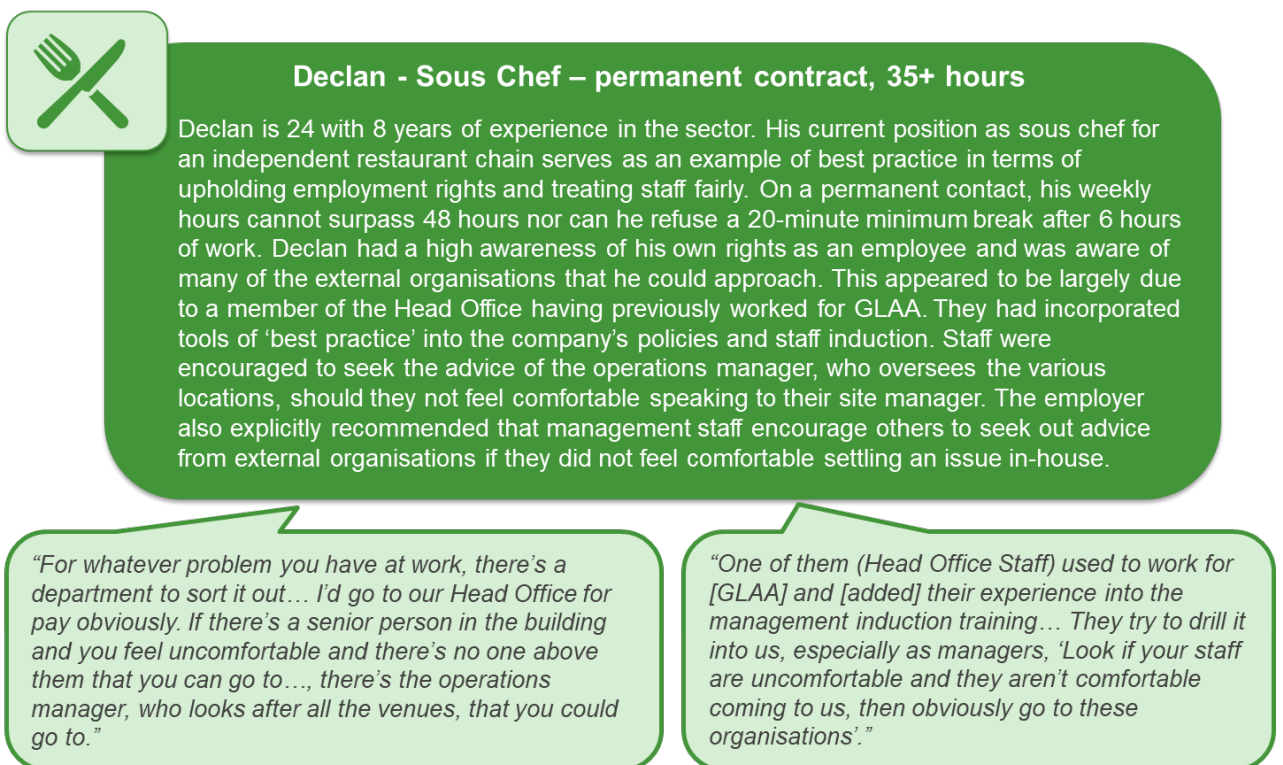 Declan - Sous Chef – permanent contract, 35+ hours
Declan is 24 with 8 years of experience in the sector. His current position as sous chef for
an independent restaurant chain serves as an example of best practice in terms of
upholding employment rights and treating staff fairly. On a permanent contact, his weekly
hours cannot surpass 48 hours nor can he refuse a 20-minute minimum break after 6 hours
of work. Declan had a high awareness of his own rights as an employee and was aware of
many of the external organisations that he could approach. This appeared to be largely due
to a member of the Head Office having previously worked for GLAA. They had incorporated
tools of ‘best practice’ into the company’s policies and staff induction. Staff were
encouraged to seek the advice of the operations manager, who oversees the various
locations, should they not feel comfortable speaking to their site manager. The employer
also explicitly recommended that management staff encourage others to seek out advice
from external organisations if they did not feel comfortable settling an issue in-house.
“For whatever problem you have at work, there’s a
department to sort it out… I’d go to our Head Office for
pay obviously. If there’s a senior person in the building
and you feel uncomfortable and there’s no one above
them that you can go to…, there’s the operations
manager, who looks after all the venues, that you could
go to.”
“One of them (Head Office Staff) used to work for
[GLAA] and [added] their experience into the
management induction training… They try to drill it
into us, especially as managers, ‘Look if your staff
are uncomfortable and they aren’t comfortable
coming to us, then obviously go to these
organisations’.”